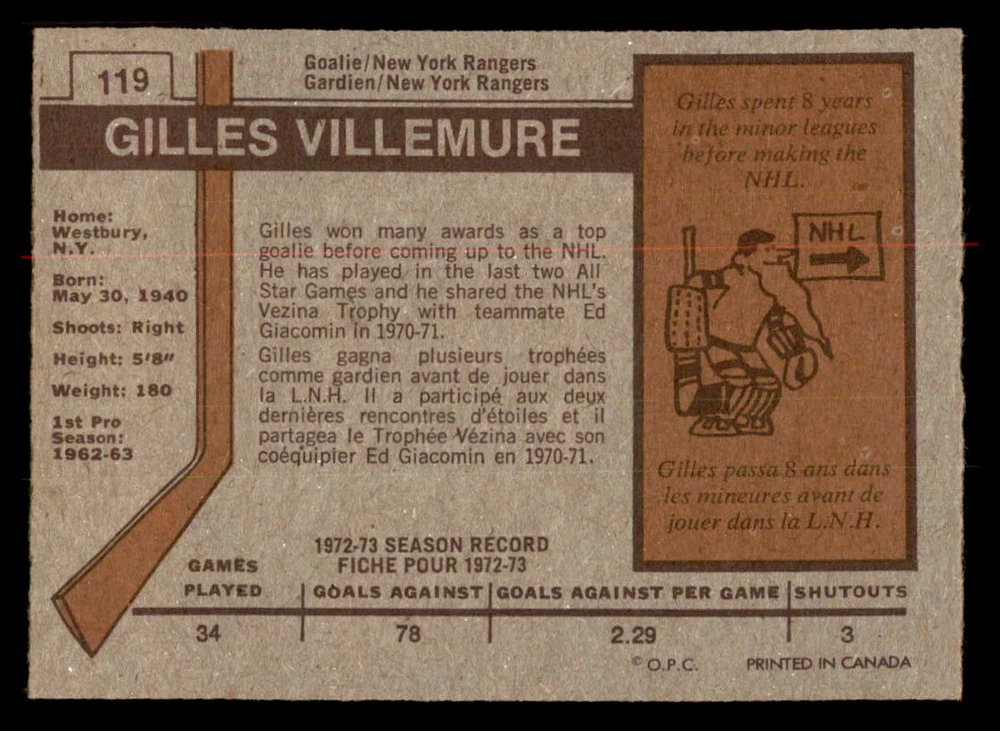 119
Goalie/New York Rangers
Gardien/New York Rangers
GILLES VILLEMURE
Home:
Westbury,
N.Y.
Born:
May 30, 1940
Shoots: Right
Height: 5'8"
Weight: 180
1st Pro
Season:
1962-63
Gilles won many awards as a top
goalie before coming up to the NHL.
He has played in the last two All
Star Games and he shared the NHL's
Vezina Trophy with teammate Ed
Giacomin in 1970-71.
Gilles gagna plusieurs trophées
comme gardien avant de jouer dans
la L.N.H. Il a participé aux deux
dernières rencontres d'étoiles et il
partagea le Trophée Vézina avec son
coéquipier Ed Giacomin en 1970-71.
Gilles spent 8 years
in the minor leagues
before making the
NHL.
NHL
Gilles passa 8 ans dans
les mineures avant de
jouer dans la L.N.H.
1972-73 SEASON RECORD
FICHE POUR 1972-73
GAMES
PLAYED GOALS AGAINST GOALS AGAINST PER GAME SHUTOUTS
34 78 2.29 3
© O.P.C. PRINTED IN CANADA